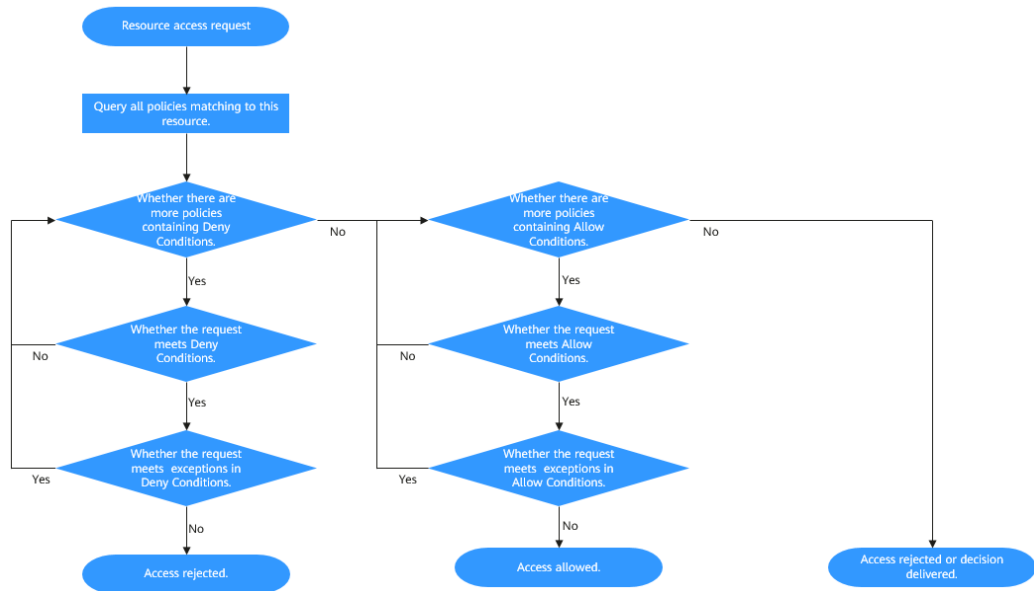 Resource access request
Query all policies matching to this
resource.
Whether there are
more policies
containing Deny
Conditions.
No
Whether there are
more policies
containing Allow
Conditions.
No
Yes
Yes
Whether the request
meets Deny
Conditions.
No
Whether the request
meets Allow
Conditions.
No
Yes
Yes
Whether the request
meets exceptions in
Deny Conditions.
Yes
Whether the request
meets exceptions in
Allow Conditions.
Yes
No
No
Access rejected.
Access allowed.
Access rejected or decision
delivered.